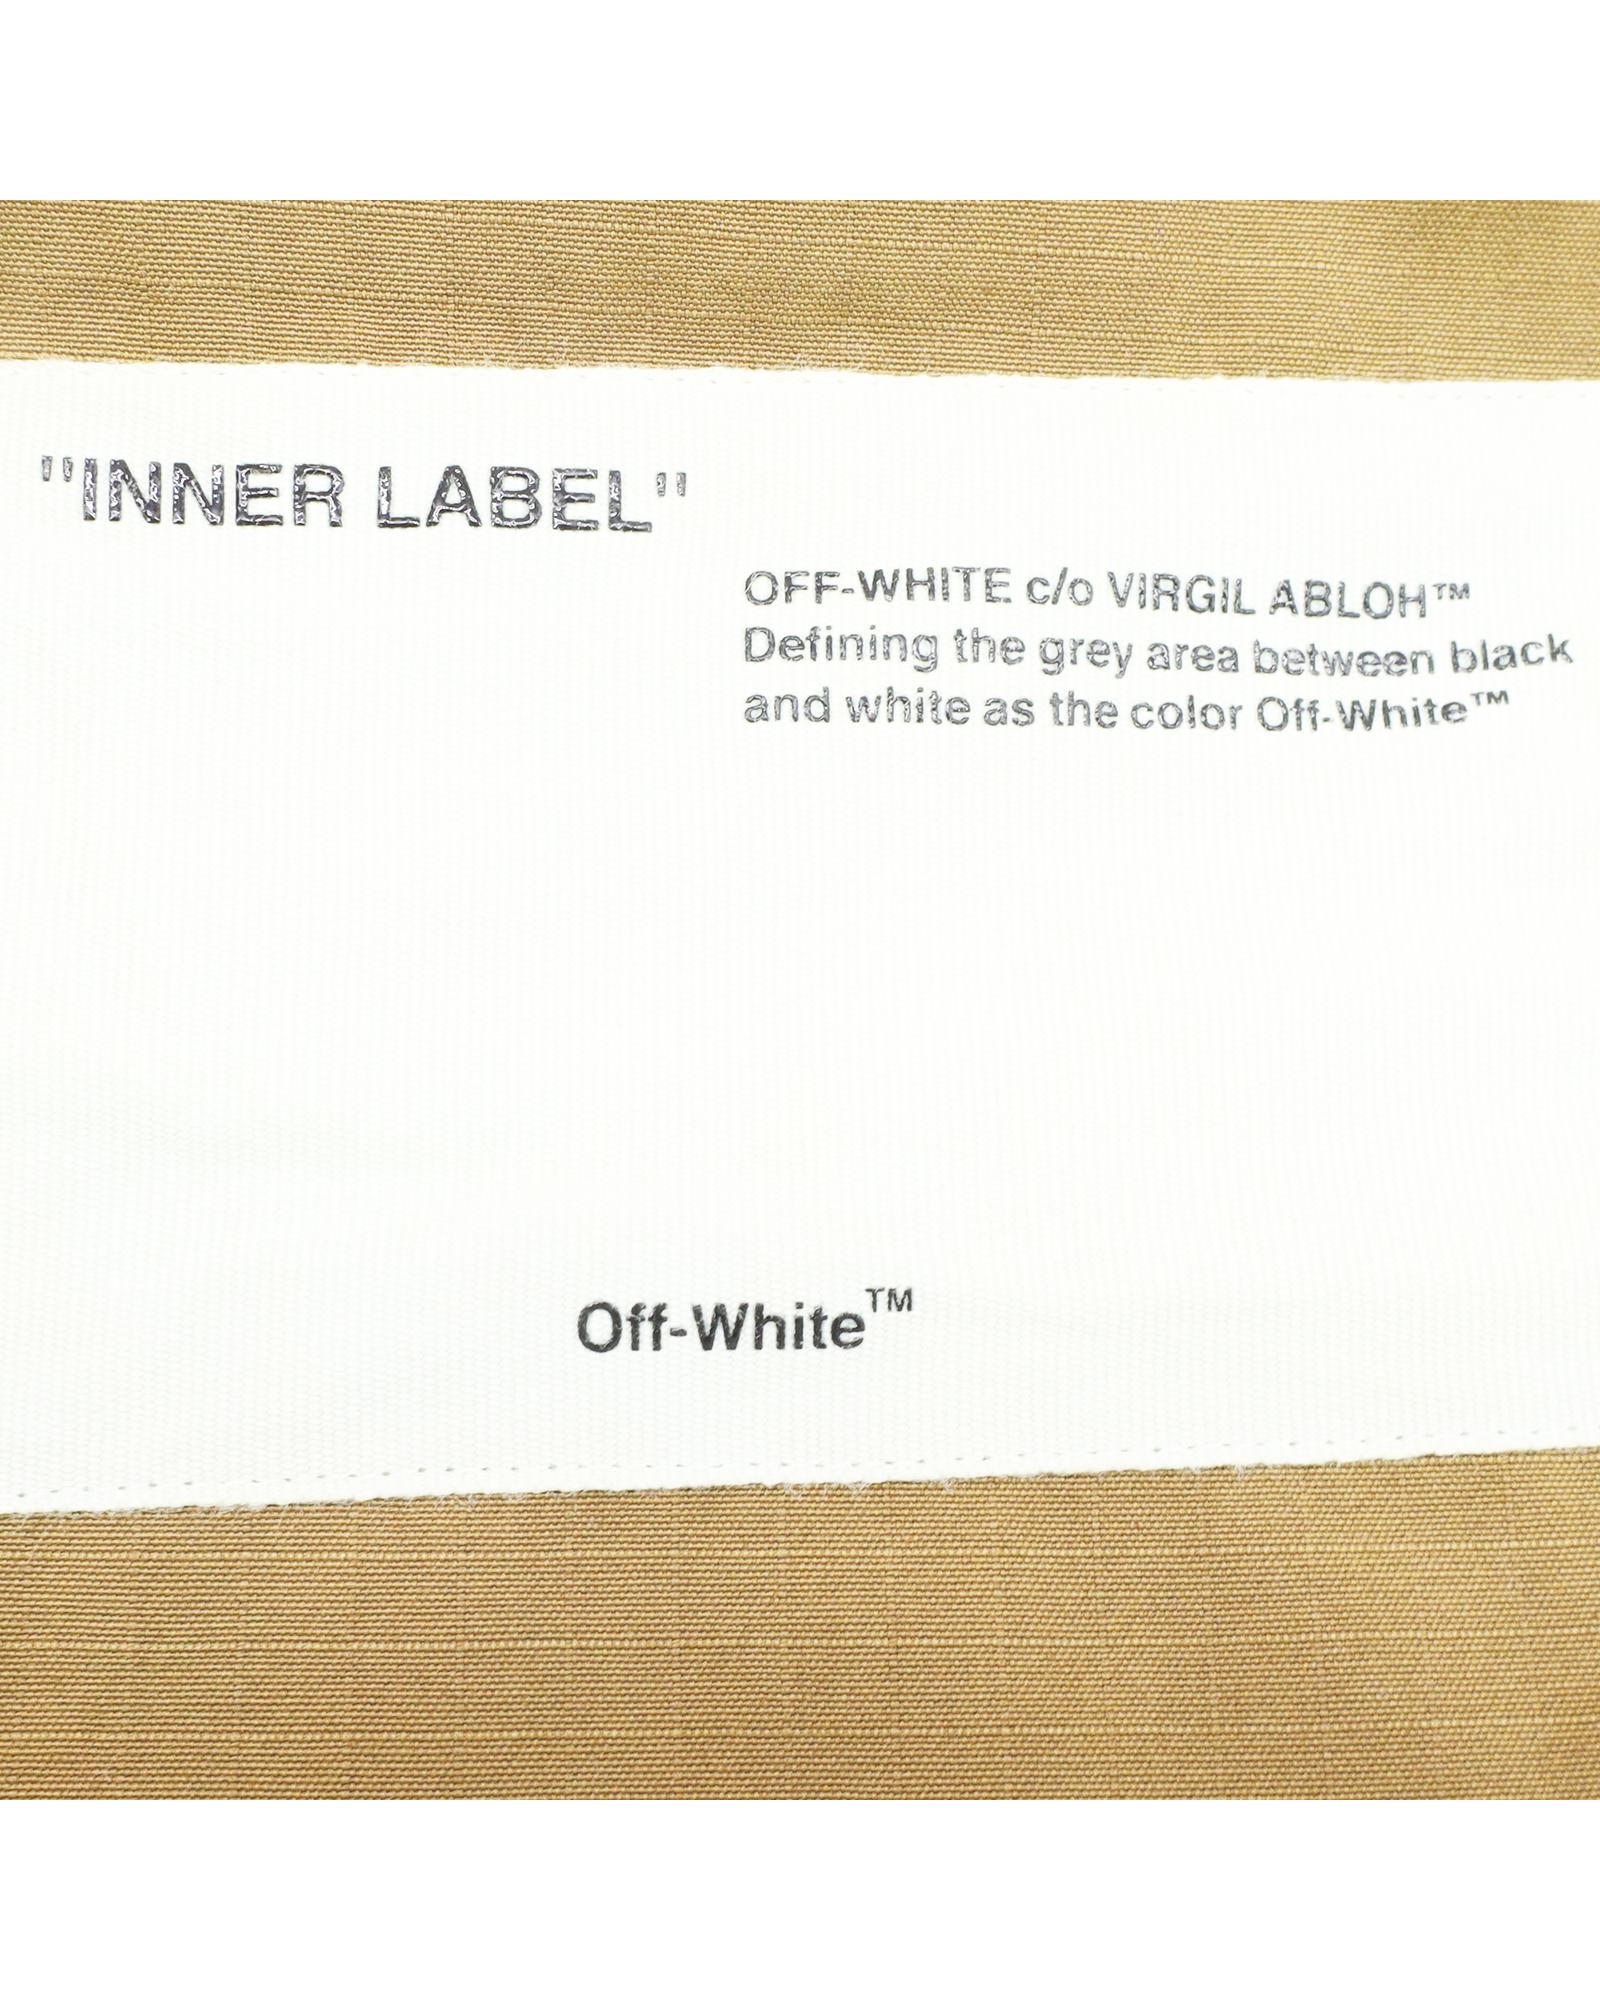 "INNER LABEL"
OFF-WHITE c/o VIRGIL ABLOH™
Defining the grey area between black
and white as the color Off-White™
Off-White™